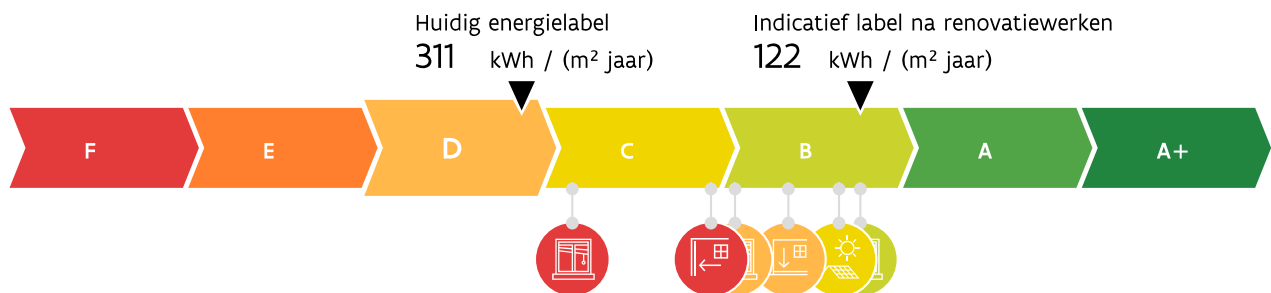 Huidig energielabel
311 kWh / (m² jaar)
Indicatief label na renovatiewerken
122 kWh / (m² jaar)
F E D C B A A+